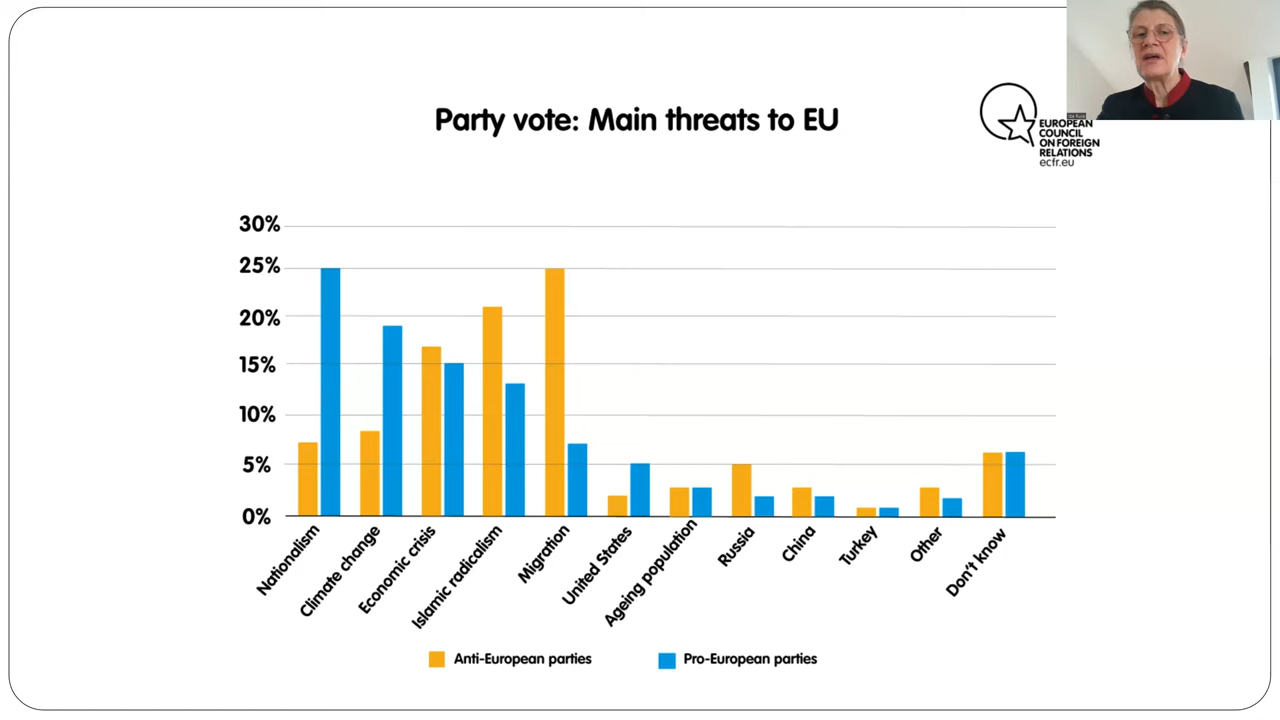 Party vote: Main threats to EU
EUROPEAN
COUNCIL
ON FOREIGN
RELATIONS
ecfr.eu
30%
25%
20%
15%
10%
5%
0%
Nationalism
Climate change
Economic crisis
Islamic radicalism
Migration
United States
Ageing population
Russia
China
Turkey
Other
Don't know
Anti-European parties
Pro-European parties